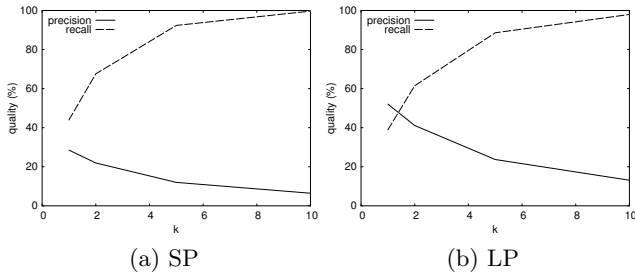 precision
recall
quality (%)
100
80
60
40
20
0
0 2 4 6 8 10
k
(a) SP
precision
recall
quality (%)
100
80
60
40
20
0
0 2 4 6 8 10
k
(b) LP